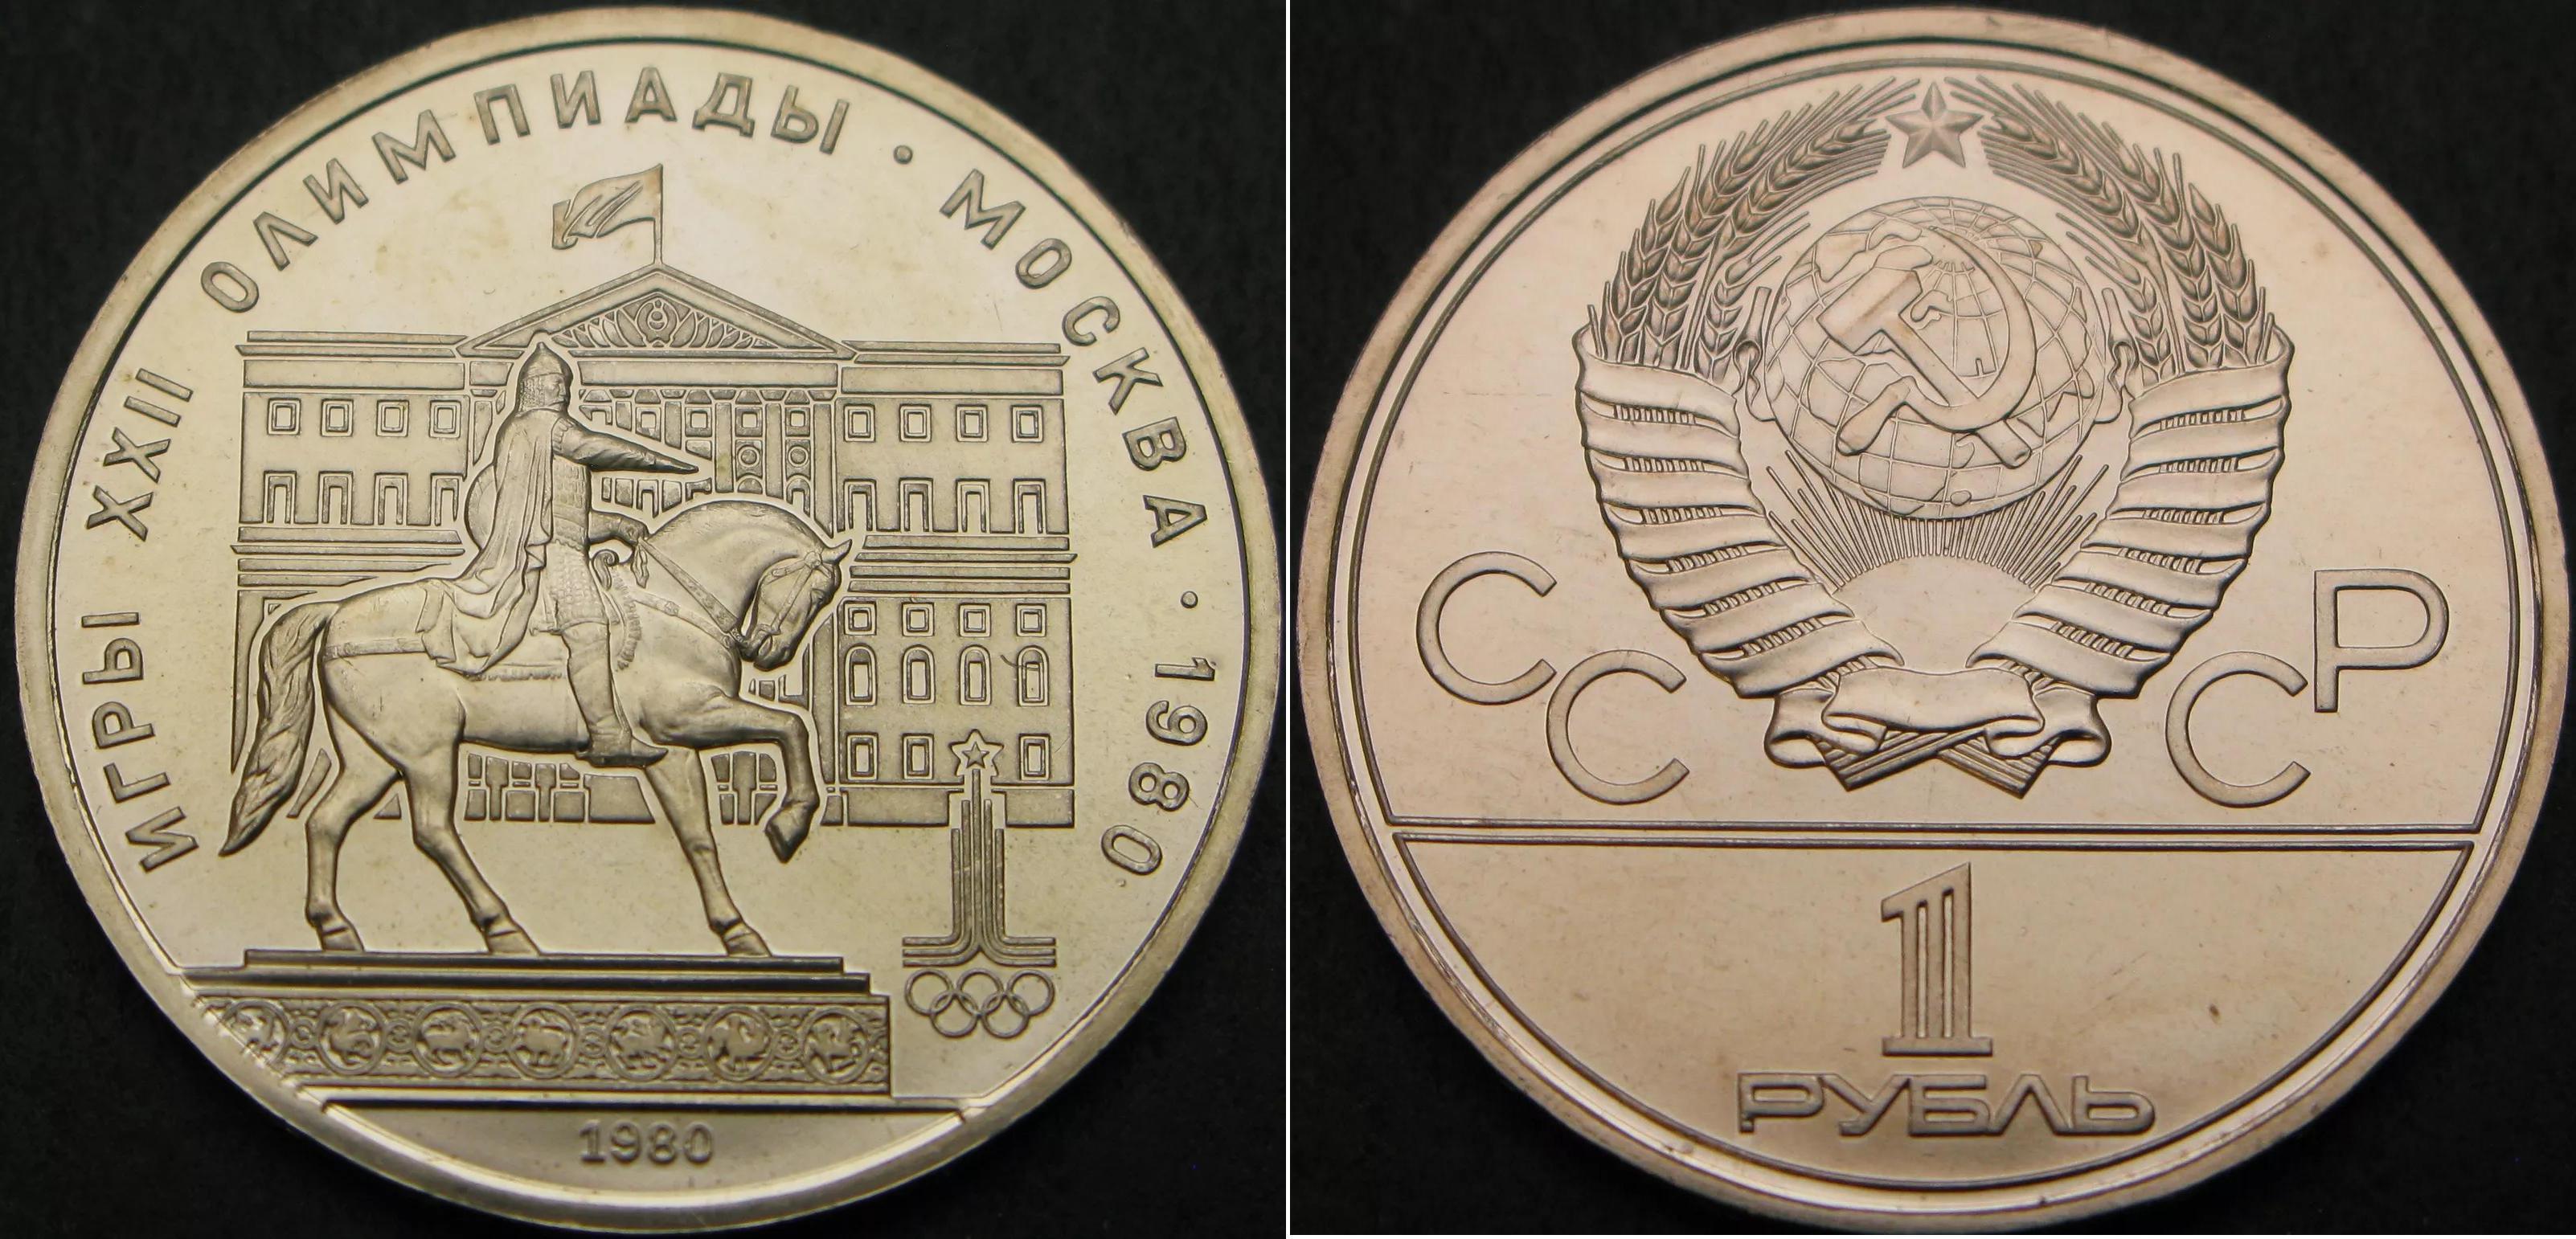 ИГРЫ XXII ОЛИМПИАДЫ · МОСКВА · 1980
1980
СССР
1
РУБЛЬ